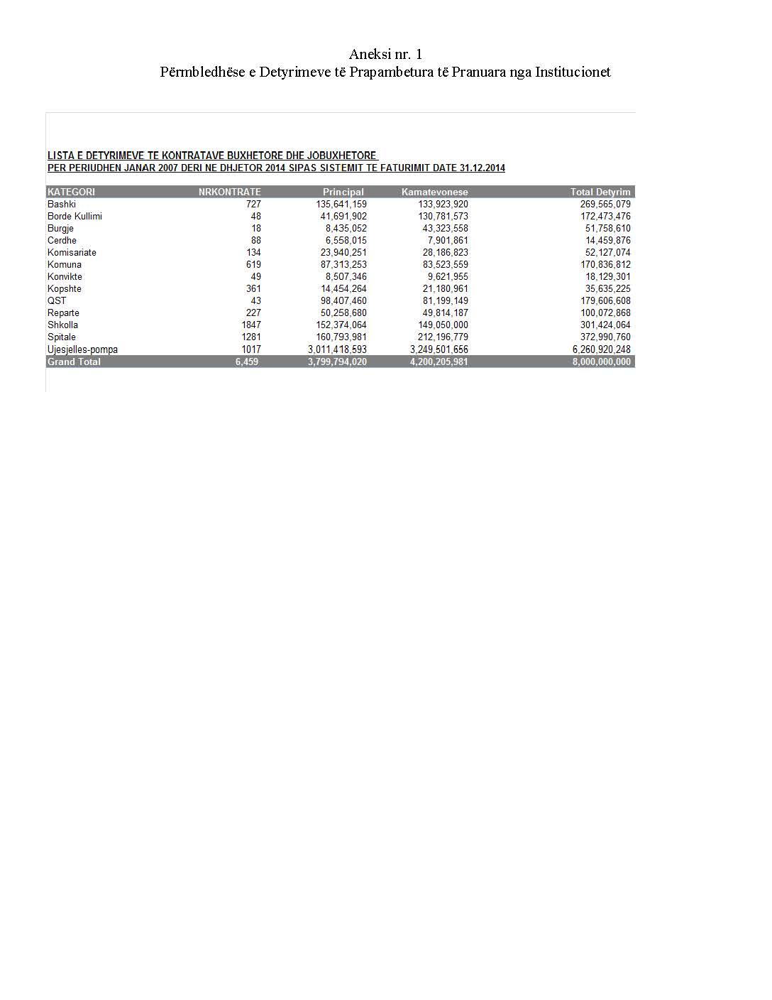 Aneksi nr. 1
Përmbledhëse e Detyrimeve të Prapambetura të Pranuara nga Institucionet
LISTA E DETYRIMEVE TE KONTRATAVE BUXHETORE DHE JOBUXHETORE
PER PERIUDHEN JANAR 2007 DERI NE DHJETOR 2014 SIPAS SISTEMIT TE FATURIMIT DATE 31.12.2014
KATEGORI NRKONTRATE Principal Kamatevonese Total Detyrim
Bashki 727 135,641,159 133,923,920 269,565,079
Borde Kullimi 48 41,691,902 130,781,573 172,473,476
Burgje 18 8,435,052 43,323,558 51,758,610
Cerdhe 88 6,558,015 7,901,861 14,459,876
Komisariate 134 23,940,251 28,186,823 52,127,074
Komuna 619 87,313,253 83,523,559 170,836,812
Konvikte 49 8,507,346 9,621,955 18,129,301
Kopshte 361 14,454,264 21,180,961 35,635,225
QST 43 98,407,460 81,199,149 179,606,608
Reparte 227 50,258,680 49,814,187 100,072,868
Shkolla 1847 152,374,064 149,050,000 301,424,064
Spitale 1281 160,793,981 212,196,779 372,990,760
Ujesjelles-pompa 1017 3,011,418,593 3,249,501,656 6,260,920,248
Grand Total 6,459 3,799,794,020 4,200,205,981 8,000,000,000